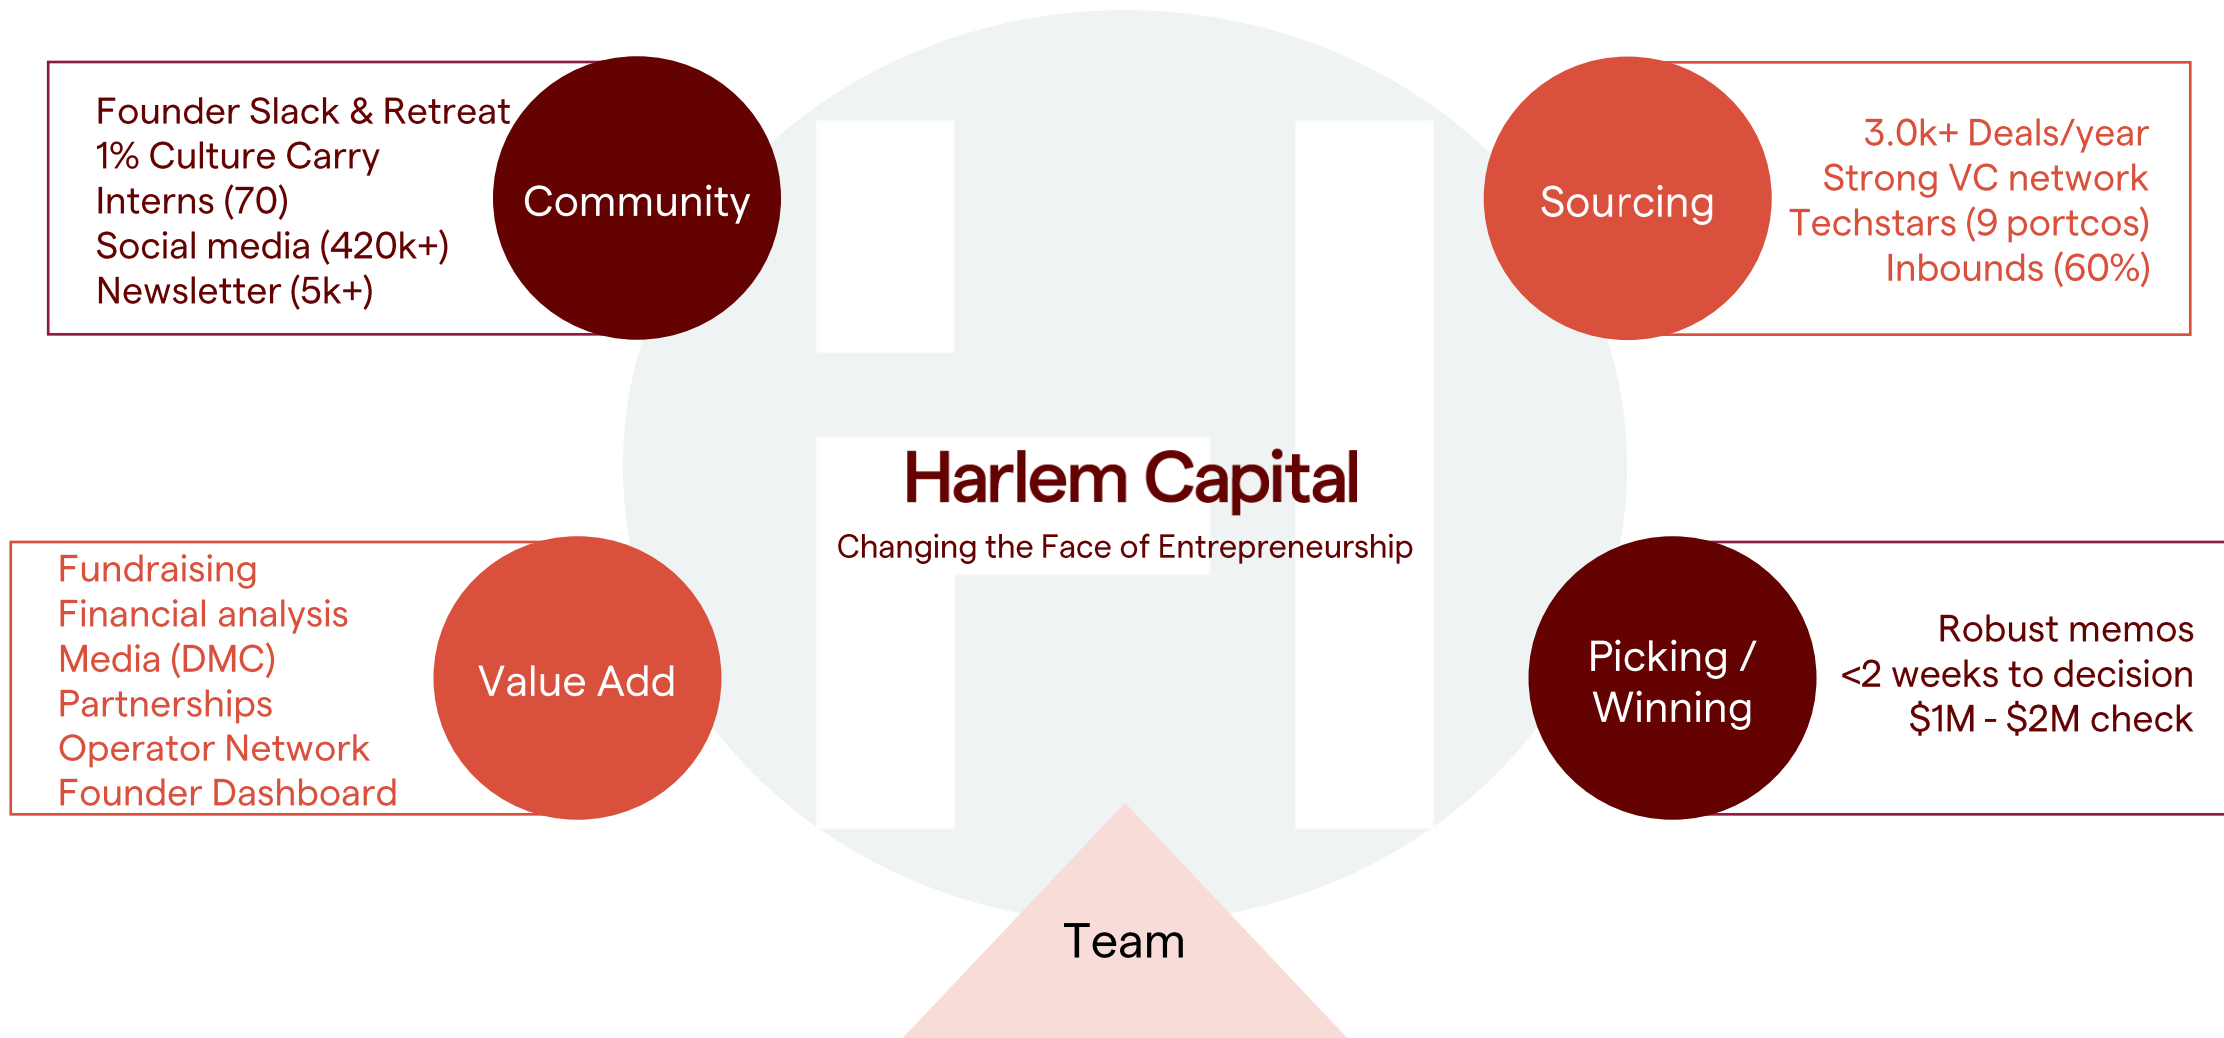 Founder Slack & Retreat
1% Culture Carry
Interns (70)
Social media (420k+)
Newsletter (5k+)
Community
Sourcing
3.0k+ Deals/year
Strong VC network
Techstars (9 portcos)
Inbounds (60%)
Harlem Capital
Changing the Face of Entrepreneurship
Fundraising
Financial analysis
Media (DMC)
Partnerships
Operator Network
Founder Dashboard
Value Add
Picking /
Winning
Robust memos
<2 weeks to decision
$1M - $2M check
Team